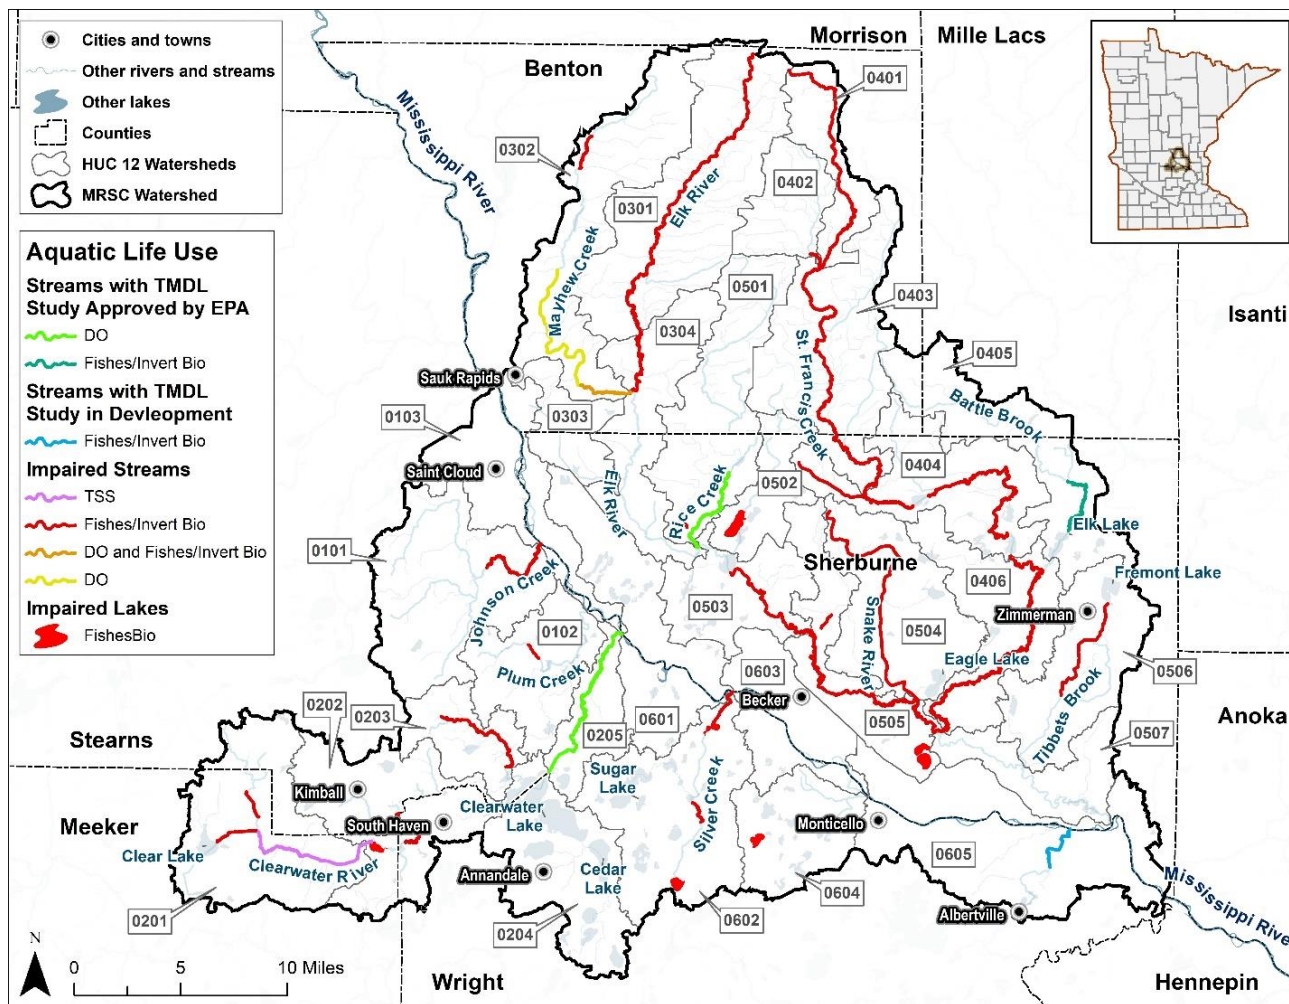 Cities and towns
Other rivers and streams
Other lakes
Counties
HUC 12 Watersheds
MRSC Watershed
Aquatic Life Use
Streams with TMDL
Study Approved by EPA
DO
Fishes/Invert Bio
Streams with TMDL
Study in Devleopment
Fishes/Invert Bio
Impaired Streams
TSS
Fishes/Invert Bio
DO and Fishes/Invert Bio
DO
Impaired Lakes
FishesBio
Morrison
Mille Lacs
Benton
0401
Mississippi River
0302
0402
Elk River
0301
Mayhew Creek
0501
0403
0304
Isanti
St. Francis Creek
0405
Sauk Rapids
Battle Brook
0103
0303
Saint Cloud
0404
Elk River
Rice Creek
0502
Elk Lake
0101
Sherburne
Fremont Lake
0406
Johnson Creek
0503
Snake River
0504
Zimmerman
0102
Plum Creek
Eagle Lake
0603
0506
Becker
0202
0203
0205
0601
0505
Tibbets Brook
Anoka
0507
Stearns
Kimball
Sugar
Lake
Clearwater
Lake
Silver Creek
Meeker
South Haven
Monticello
Clear Lake
Clearwater River
0605
Annandale
Cedar
Lake
0604
Mississippi River
0201
0204
0602
Albertville
N
0 5 10 Miles
Wright
Hennepin